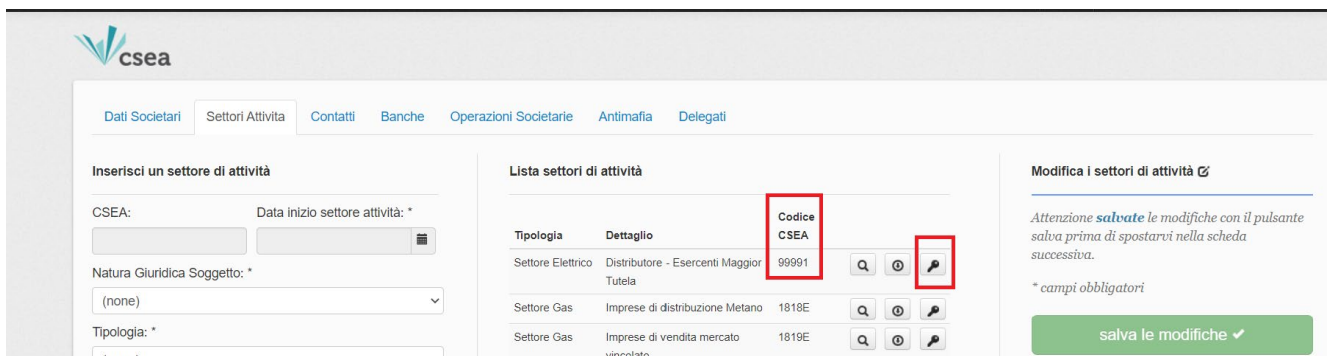 csea
Dati Societari Settori Attivita Contatti Banche Operazioni Societarie Antimafia Delegati
Inserisci un settore di attività
CSEA: Data inizio settore attività: *
Natura Giuridica Soggetto: *
(none)
Tipologia: *
Lista settori di attività
Tipologia Dettaglio Codice
CSEA
Settore Elettrico Distributore - Esercenti Maggior 99991
Tutela
Settore Gas Imprese di distribuzione Metano 1818E
Settore Gas Imprese di vendita mercato 1819E
vincolato
Modifica i settori di attività
Attenzione salvate le modifiche con il pulsante
salva prima di spostarvi nella scheda
successiva.
* campi obbligatori
salva le modifiche ✔